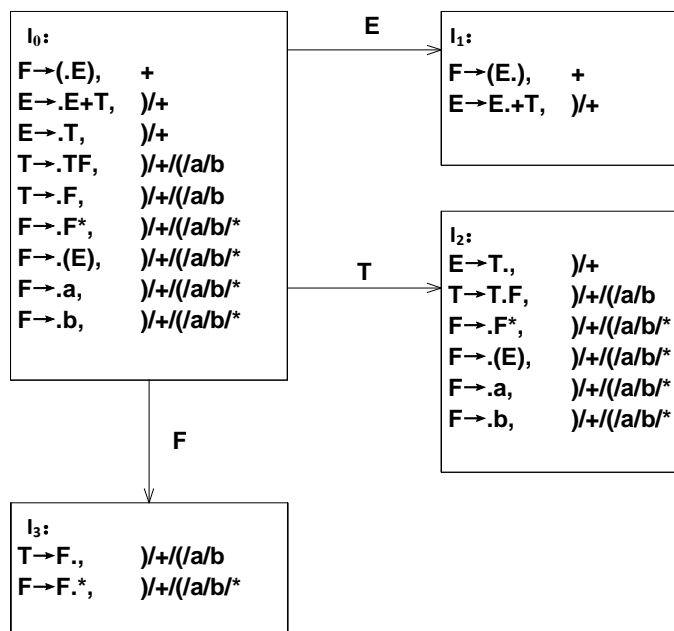 I₀：
F→(.E), +
E→.E+T, )/+
E→.T, )/+
T→.TF, )/+/(/a/b
T→.F, )/+/(/a/b
F→.F*, )/+/(/a/b/*
F→.(E), )/+/(/a/b/*
F→.a, )/+/(/a/b/*
F→.b, )/+/(/a/b/*
E
I₁：
F→(E.), +
E→E.+T, )/+
T
I₂：
E→T., )/+
T→T.F, )/+/(/a/b
F→.F*, )/+/(/a/b/*
F→.(E), )/+/(/a/b/*
F→.a, )/+/(/a/b/*
F→.b, )/+/(/a/b/*
F
I₃：
T→F., )/+/(/a/b
F→F.*, )/+/(/a/b/*